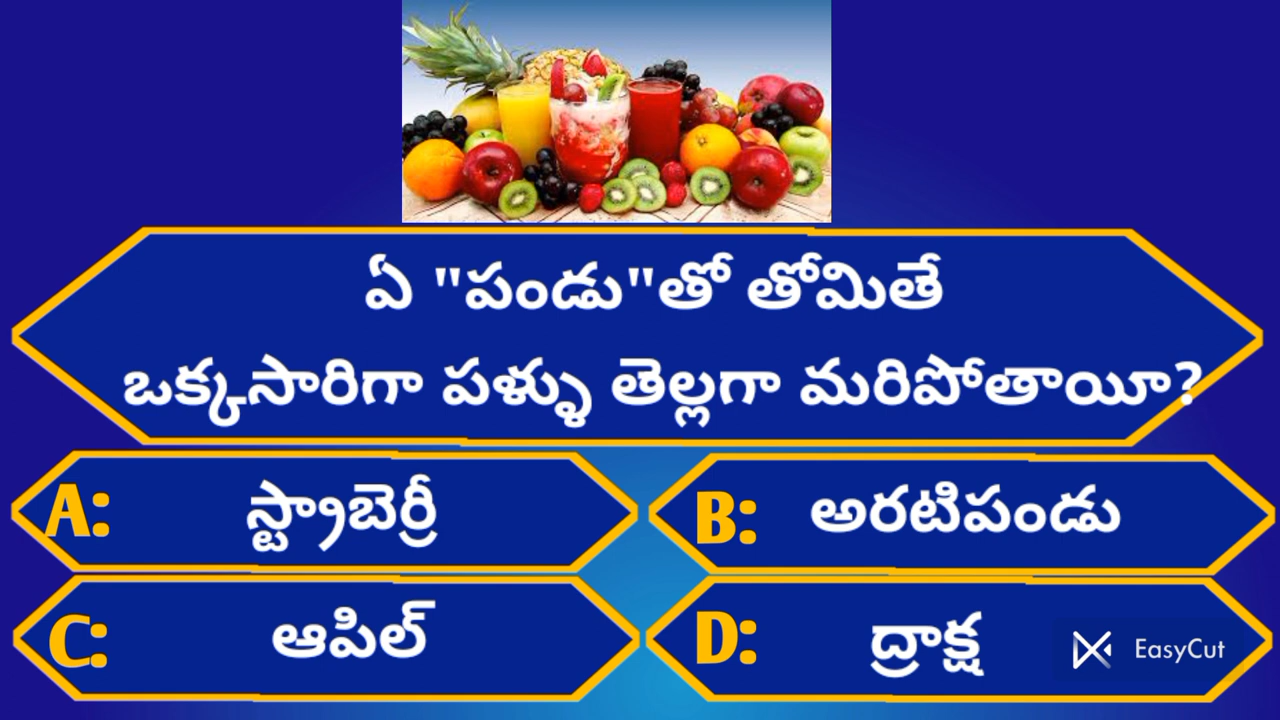 ఏ "పండు"తో తోమితే
ఒక్కసారిగా పళ్ళు తెల్లగా మరిపోతాయీ?
A: స్ట్రాబెర్రీ
B: అరటిపండు
C: ఆపిల్
D: ద్రాక్ష
EasyCut